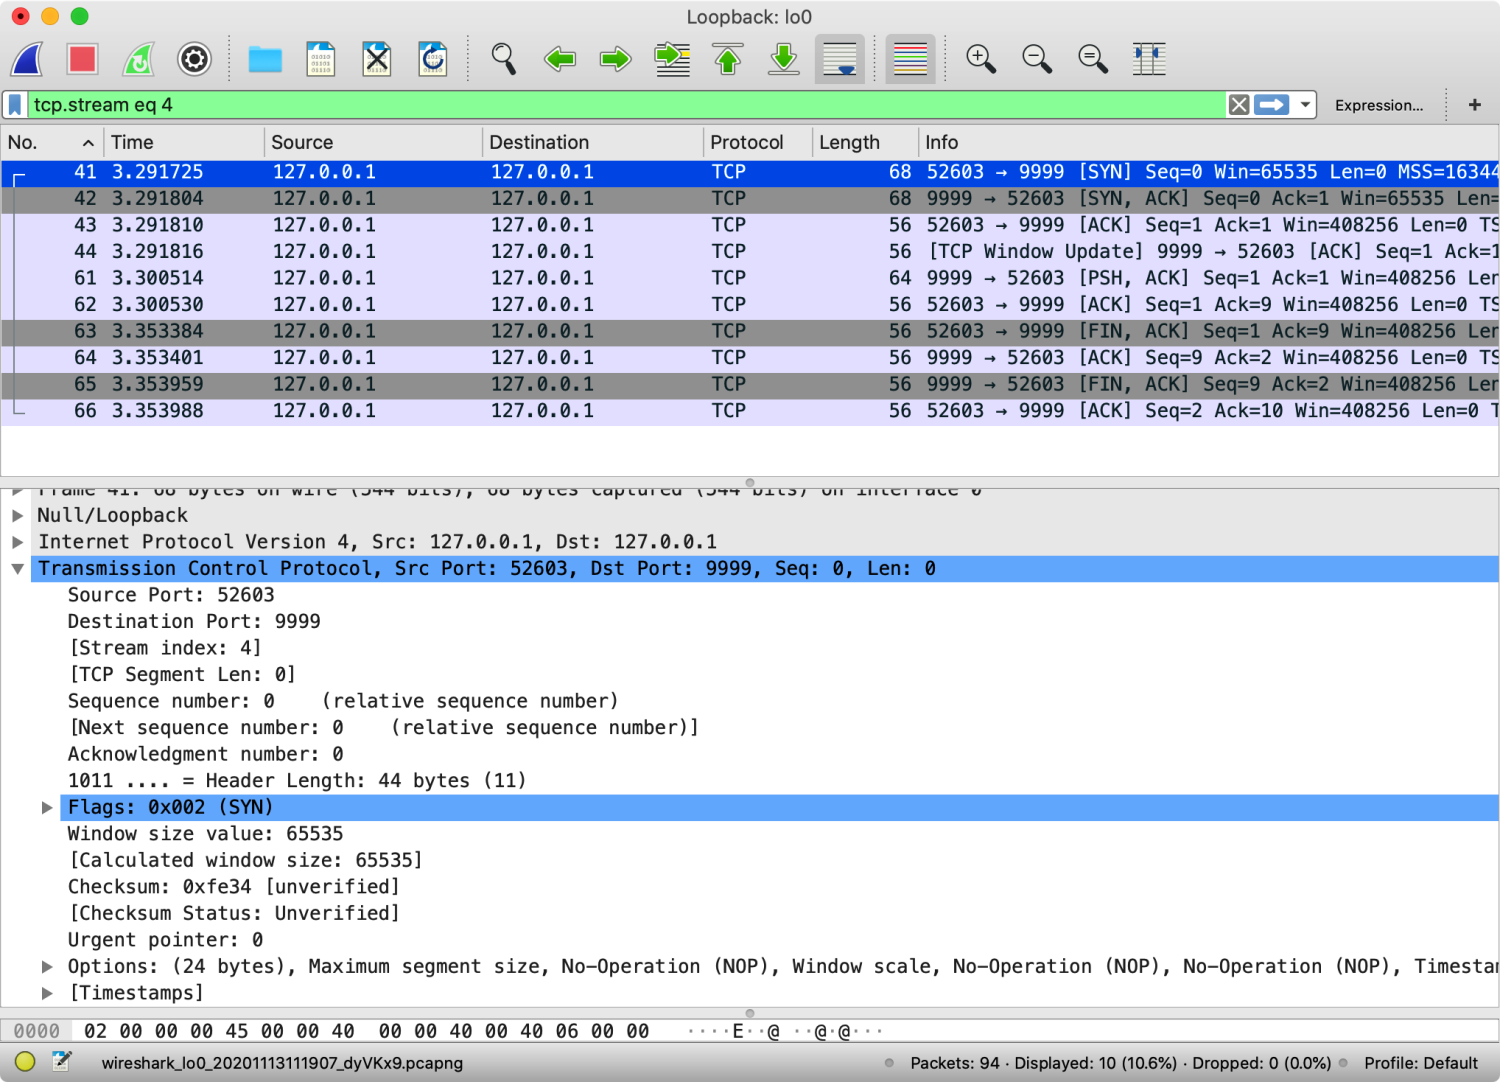 Loopback: lo0
tcp.stream eq 4
Expression...
+
No. Time Source Destination Protocol Length Info
41 3.291725 127.0.0.1 127.0.0.1 TCP 68 52603 → 9999 [SYN] Seq=0 Win=65535 Len=0 MSS=16344
42 3.291804 127.0.0.1 127.0.0.1 TCP 68 9999 → 52603 [SYN, ACK] Seq=0 Ack=1 Win=65535 Len=
43 3.291810 127.0.0.1 127.0.0.1 TCP 56 52603 → 9999 [ACK] Seq=1 Ack=1 Win=408256 Len=0 TS
44 3.291816 127.0.0.1 127.0.0.1 TCP 56 [TCP Window Update] 9999 → 52603 [ACK] Seq=1 Ack=1
61 3.300514 127.0.0.1 127.0.0.1 TCP 64 9999 → 52603 [PSH, ACK] Seq=1 Ack=1 Win=408256 Len
62 3.300530 127.0.0.1 127.0.0.1 TCP 56 52603 → 9999 [ACK] Seq=1 Ack=9 Win=408256 Len=0 TS
63 3.353384 127.0.0.1 127.0.0.1 TCP 56 52603 → 9999 [FIN, ACK] Seq=1 Ack=9 Win=408256 Len
64 3.353401 127.0.0.1 127.0.0.1 TCP 56 9999 → 52603 [ACK] Seq=9 Ack=2 Win=408256 Len=0 TS
65 3.353959 127.0.0.1 127.0.0.1 TCP 56 9999 → 52603 [FIN, ACK] Seq=9 Ack=2 Win=408256 Len
66 3.353988 127.0.0.1 127.0.0.1 TCP 56 52603 → 9999 [ACK] Seq=2 Ack=10 Win=408256 Len=0 T
Frame 41: 68 bytes on wire (544 bits), 68 bytes captured (544 bits) on interface 0
Null/Loopback
Internet Protocol Version 4, Src: 127.0.0.1, Dst: 127.0.0.1
Transmission Control Protocol, Src Port: 52603, Dst Port: 9999, Seq: 0, Len: 0
Source Port: 52603
Destination Port: 9999
[Stream index: 4]
[TCP Segment Len: 0]
Sequence number: 0 (relative sequence number)
[Next sequence number: 0 (relative sequence number)]
Acknowledgment number: 0
1011 .... = Header Length: 44 bytes (11)
Flags: 0x002 (SYN)
Window size value: 65535
[Calculated window size: 65535]
Checksum: 0xfe34 [unverified]
[Checksum Status: Unverified]
Urgent pointer: 0
Options: (24 bytes), Maximum segment size, No-Operation (NOP), Window scale, No-Operation (NOP), No-Operation (NOP), Timestam
[Timestamps]
0000 02 00 00 00 45 00 00 40 00 00 40 00 40 06 00 00 ····E··@ ··@·@···
wireshark_lo0_20201113111907_dyVKx9.pcapng
Packets: 94 · Displayed: 10 (10.6%) · Dropped: 0 (0.0%)
Profile: Default